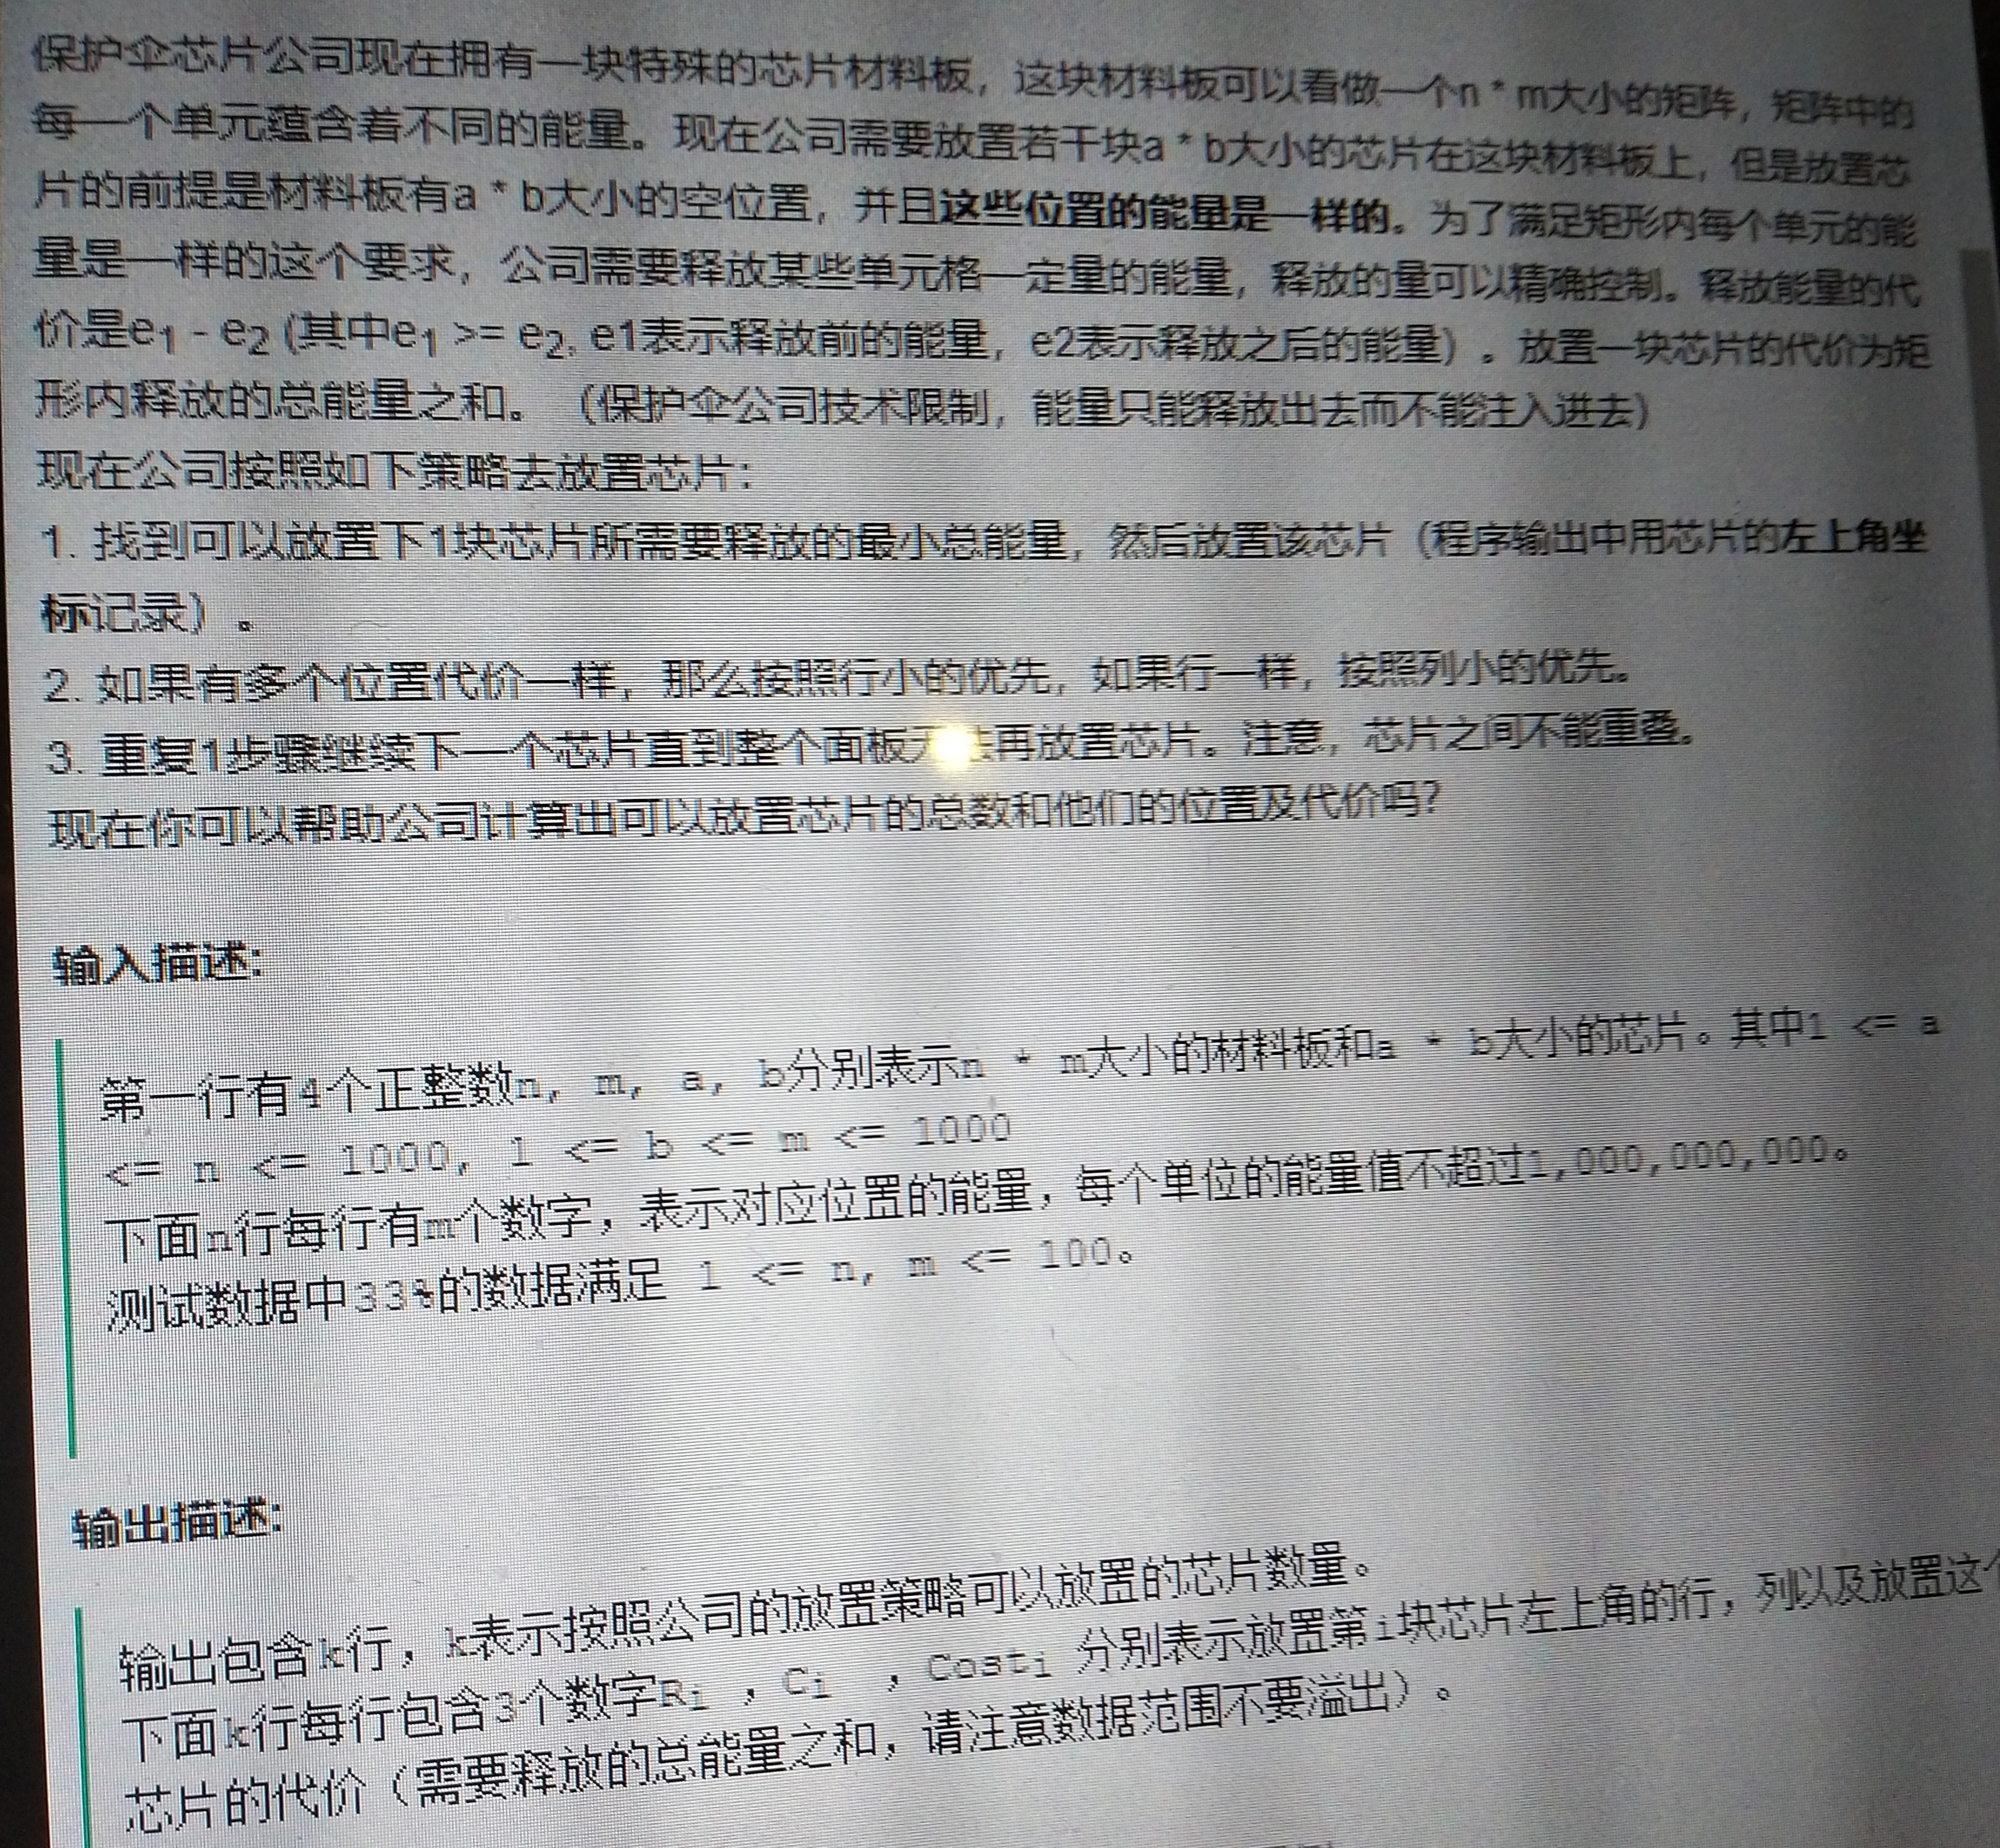 保护伞芯片公司现在拥有一块特殊的芯片材料板，这块材料板可以看做一个n * m大小的矩阵，矩阵中的
每一个单元蕴含着不同的能量。现在公司需要放置若干块a * b大小的芯片在这块材料板上，但是放置芯
片的前提是材料板有a * b大小的空位置，并且这些位置的能量是一样的。为了满足矩形内每个单元的能
量是一样的这个要求，公司需要释放某些单元格一定量的能量，释放的量可以精确控制。释放能量的代
价是e1 - e2 (其中e1 >= e2, e1表示释放前的能量，e2表示释放之后的能量）。放置一块芯片的代价为矩
形内释放的总能量之和。（保护伞公司技术限制，能量只能释放出去而不能注入进去）
现在公司按照如下策略去放置芯片：
1. 找到可以放置下1块芯片所需要释放的最小总能量，然后放置该芯片（程序输出中用芯片的左上角坐
标记录）。
2. 如果有多个位置代价一样，那么按照行小的优先，如果行一样，按照列小的优先。
3. 重复1步骤继续下一个芯片直到整个面板无法再放置芯片。注意，芯片之间不能重叠。
现在你可以帮助公司计算出可以放置芯片的总数和他们的位置及代价吗？
输入描述:
第一行有4个正整数n, m, a, b分别表示n * m大小的材料板和a * b大小的芯片。其中1 <= a
<= n <= 1000, 1 <= b <= m <= 1000
下面n行每行有m个数字，表示对应位置的能量，每个单位的能量值不超过1,000,000,000。
测试数据中33%的数据满足 1 <= n, m <= 100。
输出描述:
输出包含k行，k表示按照公司的放置策略可以放置的芯片数量。
下面k行每行包含3个数字Ri ，Ci ，Costi 分别表示放置第i块芯片左上角的行，列以及放置这个
芯片的代价（需要释放的总能量之和，请注意数据范围不要溢出）。